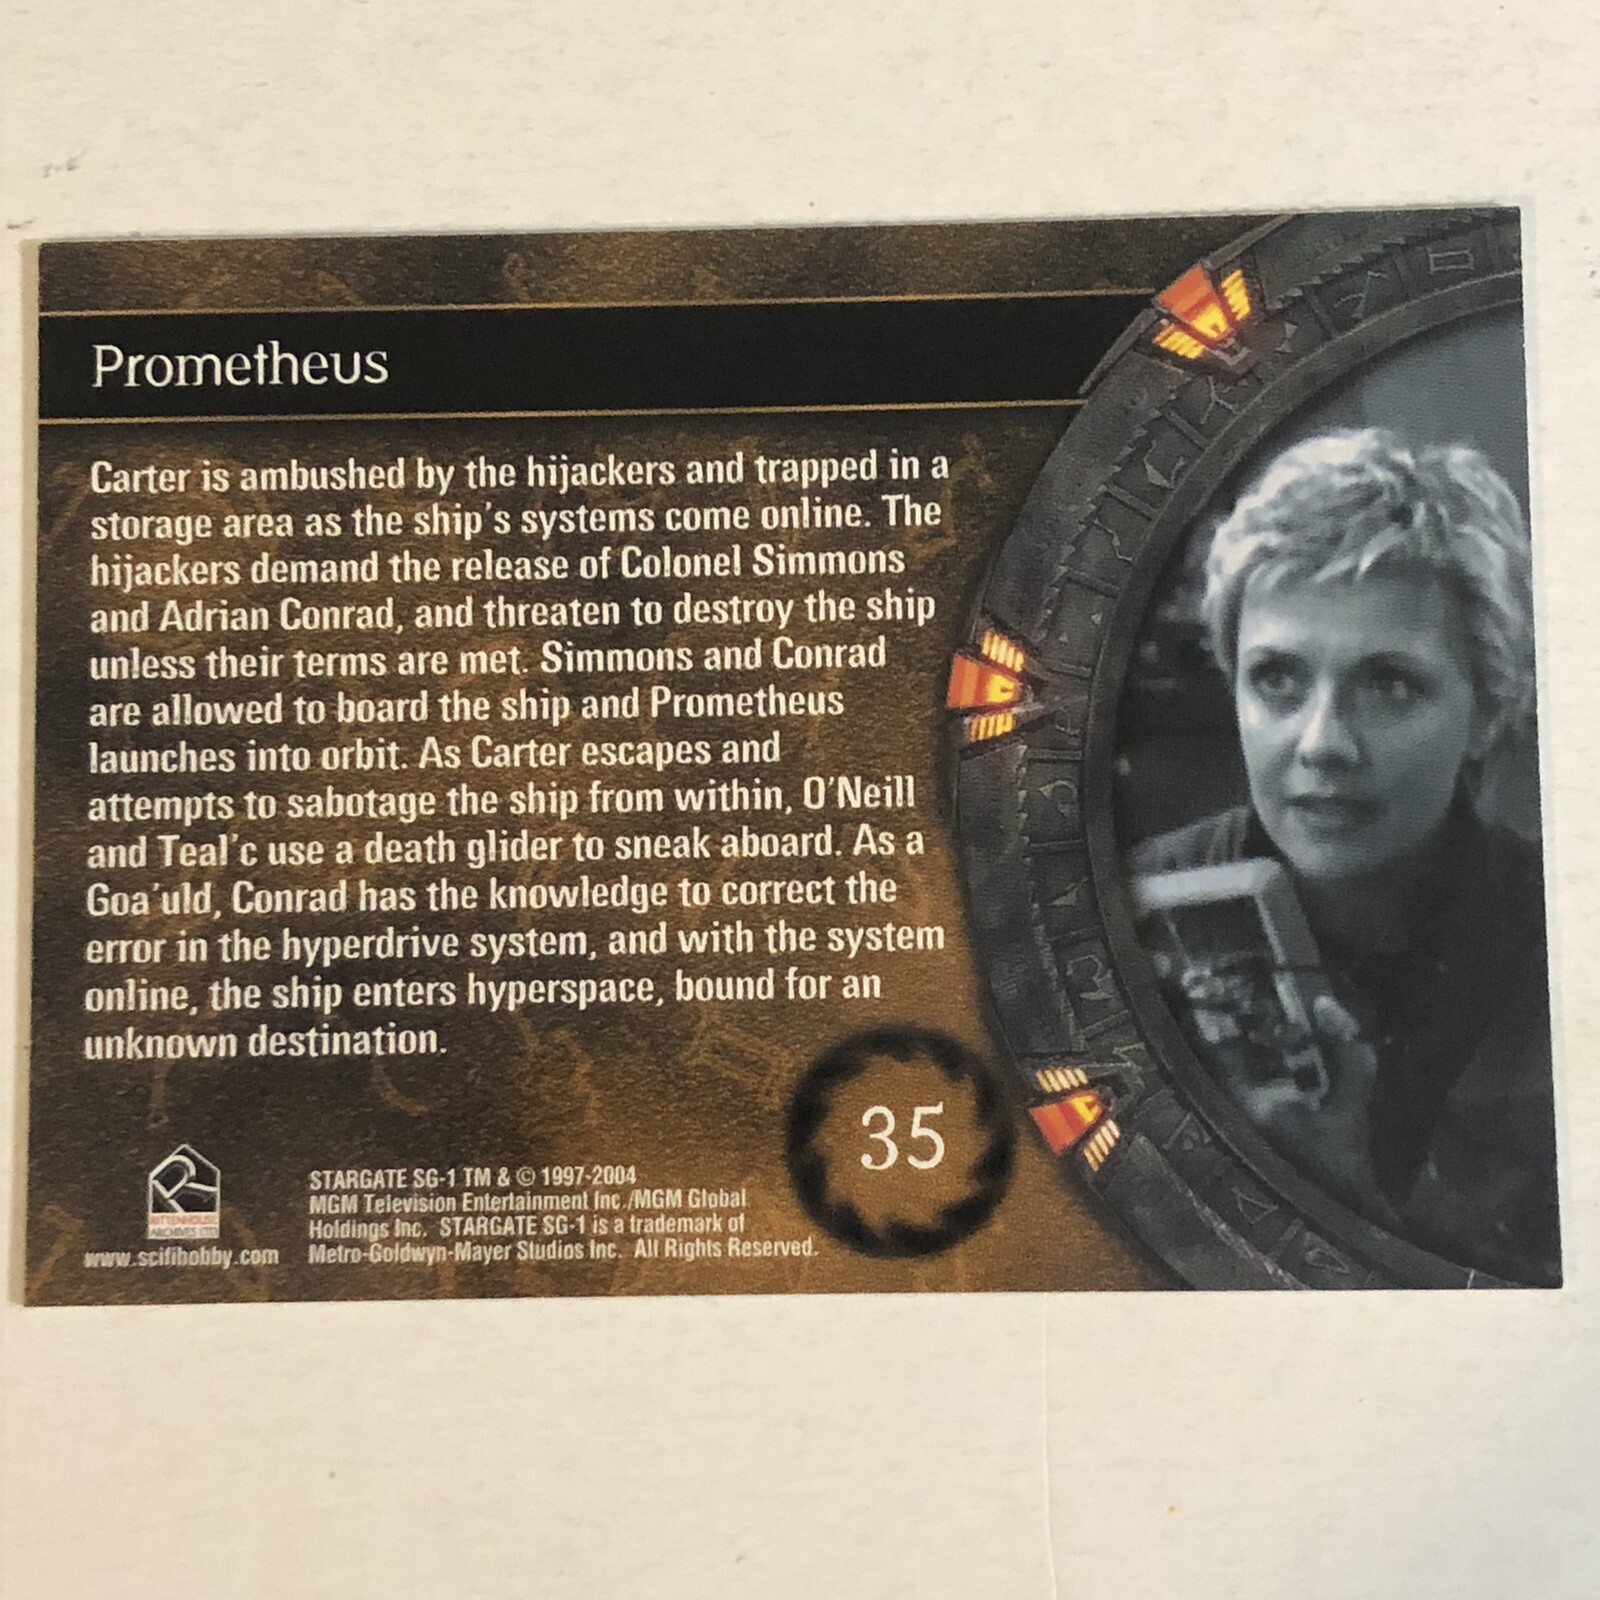 Prometheus
Carter is ambushed by the hijackers and trapped in a
storage area as the ship's systems come online. The
hijackers demand the release of Colonel Simmons
and Adrian Conrad, and threaten to destroy the ship
unless their terms are met. Simmons and Conrad
are allowed to board the ship and Prometheus
launches into orbit. As Carter escapes and
attempts to sabotage the ship from within, O'Neill
and Teal'c use a death glider to sneak aboard. As a
Goa'uld, Conrad has the knowledge to correct the
error in the hyperdrive system, and with the system
online, the ship enters hyperspace, bound for an
unknown destination.
35
RITTENHOUSE
ARCHIVES LTD
www.scifihobby.com
STARGATE SG-1 TM & © 1997-2004
MGM Television Entertainment Inc./MGM Global
Holdings Inc. STARGATE SG-1 is a trademark of
Metro-Goldwyn-Mayer Studios Inc. All Rights Reserved.